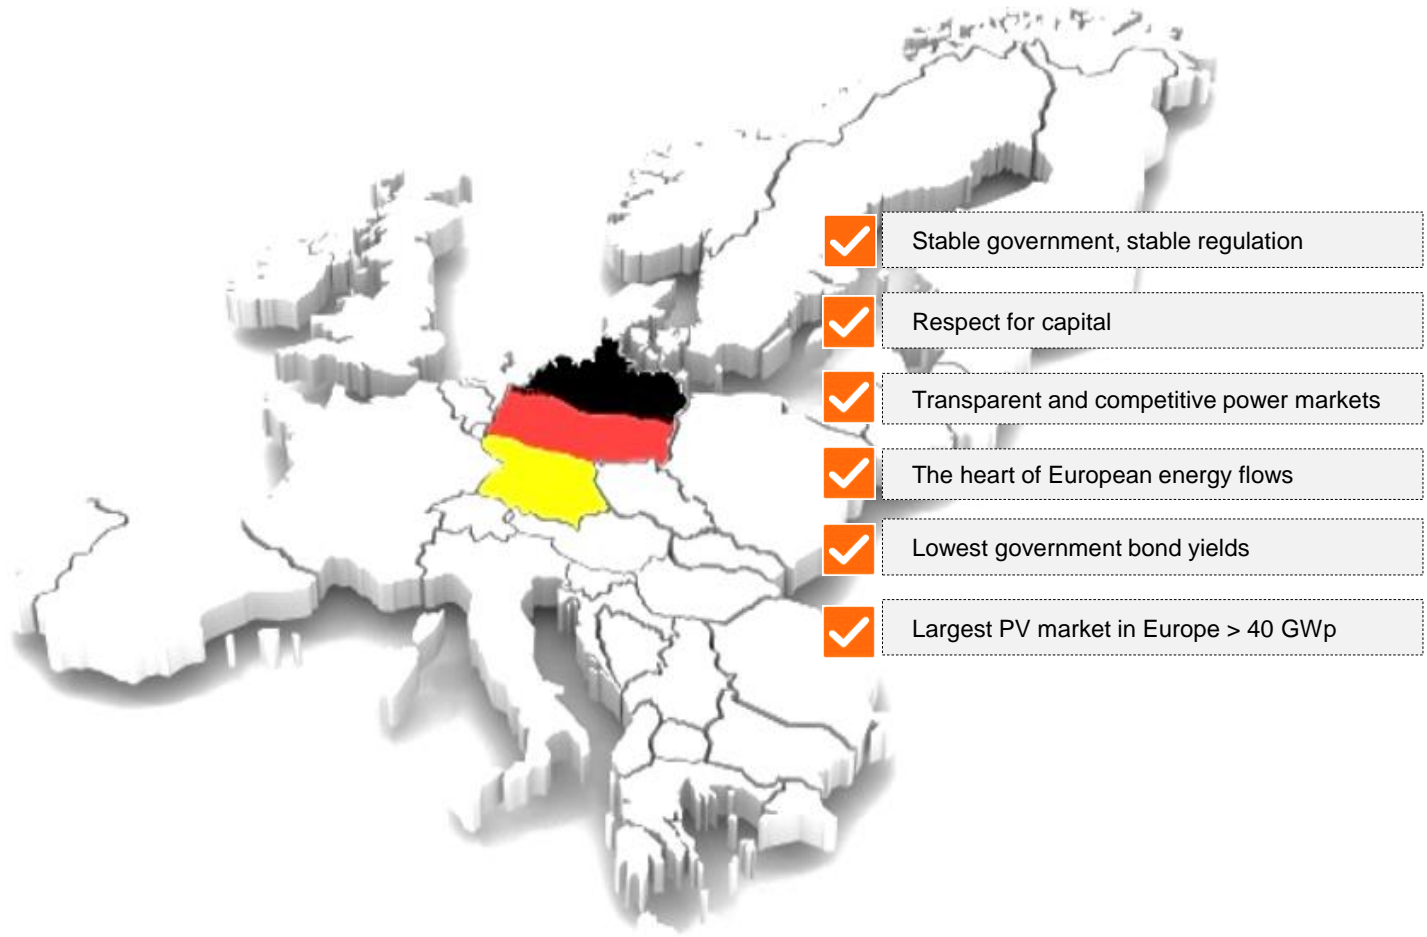 Stable government, stable regulation
Respect for capital
Transparent and competitive power markets
The heart of European energy flows
Lowest government bond yields
Largest PV market in Europe > 40 GWp